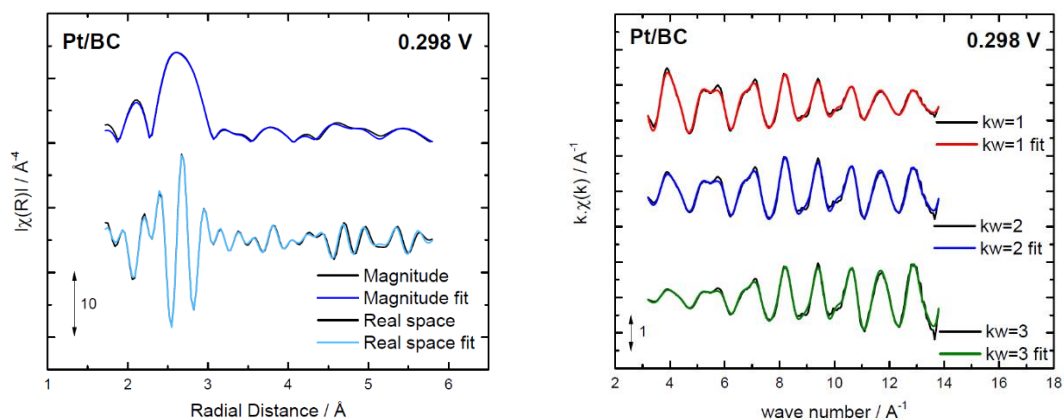 Pt/BC
0.298 V
|χ(R)| / Å⁻⁴
10
Magnitude
Magnitude fit
Real space
Real space fit
1 2 3 4 5 6
Radial Distance / Å
Pt/BC
0.298 V
k.χ(k) / A⁻¹
kw=1
kw=1 fit
kw=2
kw=2 fit
kw=3
kw=3 fit
1
2 4 6 8 10 12 14 16 18
wave number / A⁻¹